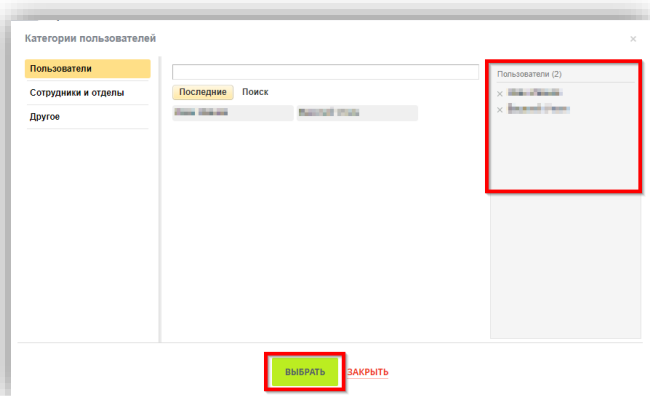 Категории пользователей
×
Пользователи
Сотрудники и отделы
Другое
Последние Поиск
Пользователи (2)
×
×
ВЫБРАТЬ
ЗАКРЫТЬ